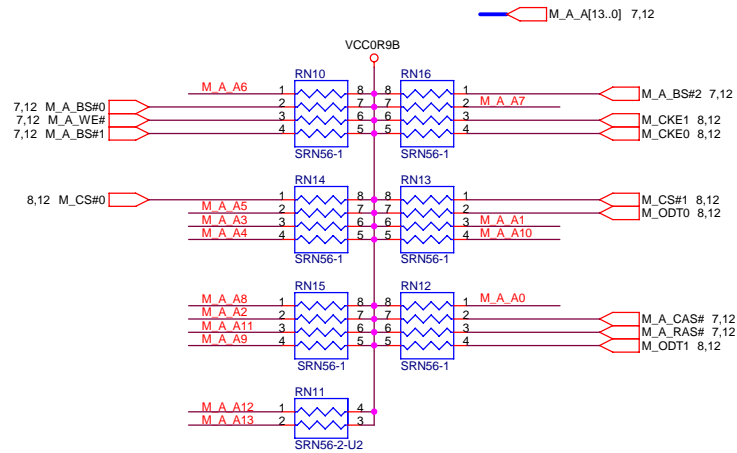 M_A_A[13..0] 7,12
VCC0R9B
RN10 RN16
M_A_A6 1 8 8 1 M_A_BS#2 7,12
7,12 M_A_BS#0 2 7 7 2 M_A_A7
7,12 M_A_WE# 3 6 6 3 M_CKE1 8,12
7,12 M_A_BS#1 4 5 5 4 M_CKE0 8,12
SRN56-1 SRN56-1
RN14 RN13
8,12 M_CS#0 1 8 8 1 M_CS#1 8,12
M_A_A5 2 7 7 2 M_ODT0 8,12
M_A_A3 3 6 6 3 M_A_A1
M_A_A4 4 5 5 4 M_A_A10
SRN56-1 SRN56-1
RN15 RN12
M_A_A8 1 8 8 1 M_A_A0
M_A_A2 2 7 7 2 M_A_CAS# 7,12
M_A_A11 3 6 6 3 M_A_RAS# 7,12
M_A_A9 4 5 5 4 M_ODT1 8,12
SRN56-1 SRN56-1
RN11
M_A_A12 1 4
M_A_A13 2 3
SRN56-2-U2